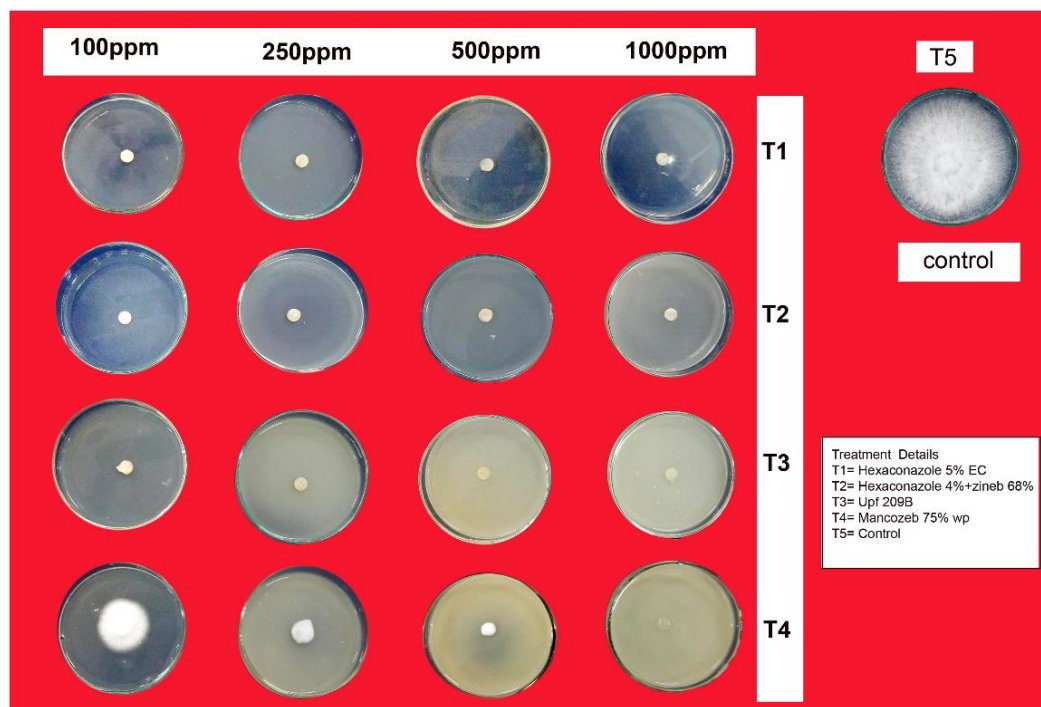 100ppm 250ppm 500ppm 1000ppm
T5
T1
control
T2
T3
Treatment Details
T1= Hexaconazole 5% EC
T2= Hexaconazole 4%+zineb 68%
T3= Upf 209B
T4= Mancozeb 75% wp
T5= Control
T4